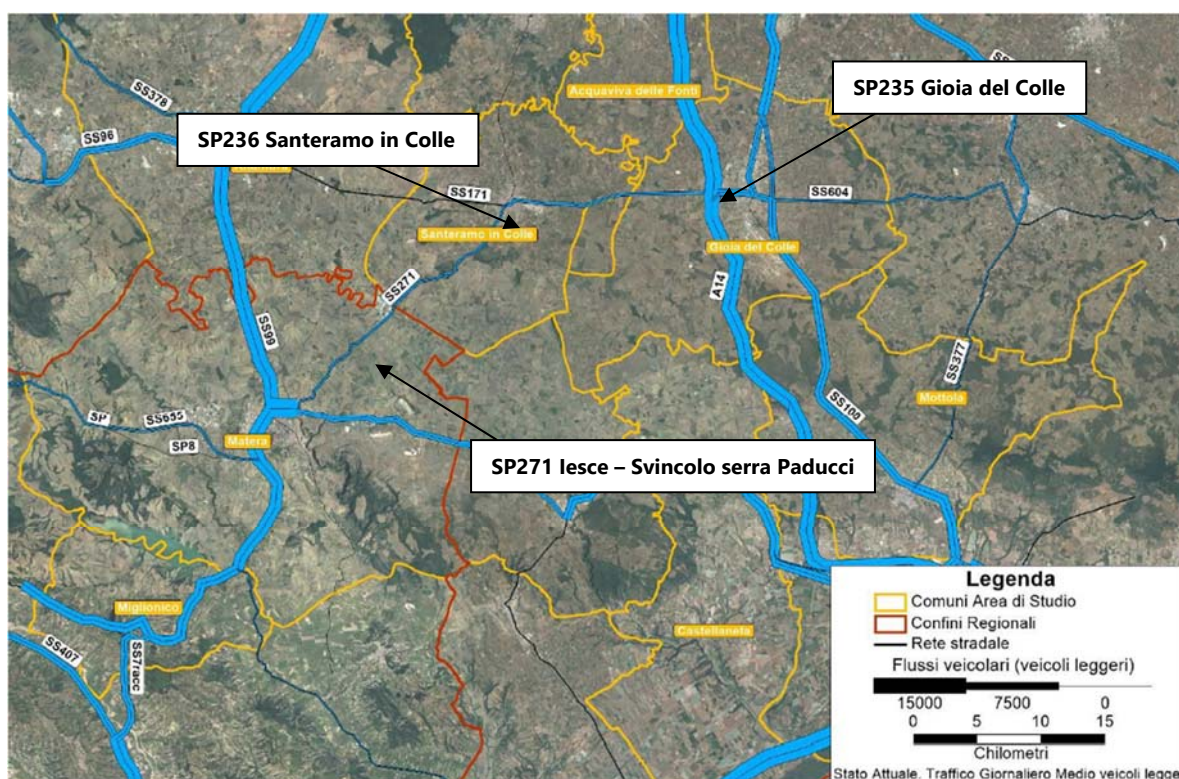 SP235 Gioia del Colle
Acquaviva delle Fonti
SS378
SS96
SP236 Santeramo in Colle
SS171
SS604
Santeramo in Colle
Gioia del Colle
SS271
A14
SS99
SS377
Mottola
SS100
SP
SS655
SP8
Matera
SP271 Iesce – Svincolo serra Paducci
Miglionico
SS407
SS7racc
Castellaneta
Legenda
Comuni Area di Studio
Confini Regionali
Rete stradale
Flussi veicolari (veicoli leggeri)
15000 7500 0
0 5 10 15
Chilometri
Stato Attuale. Traffico Giornaliero Medio veicoli legge